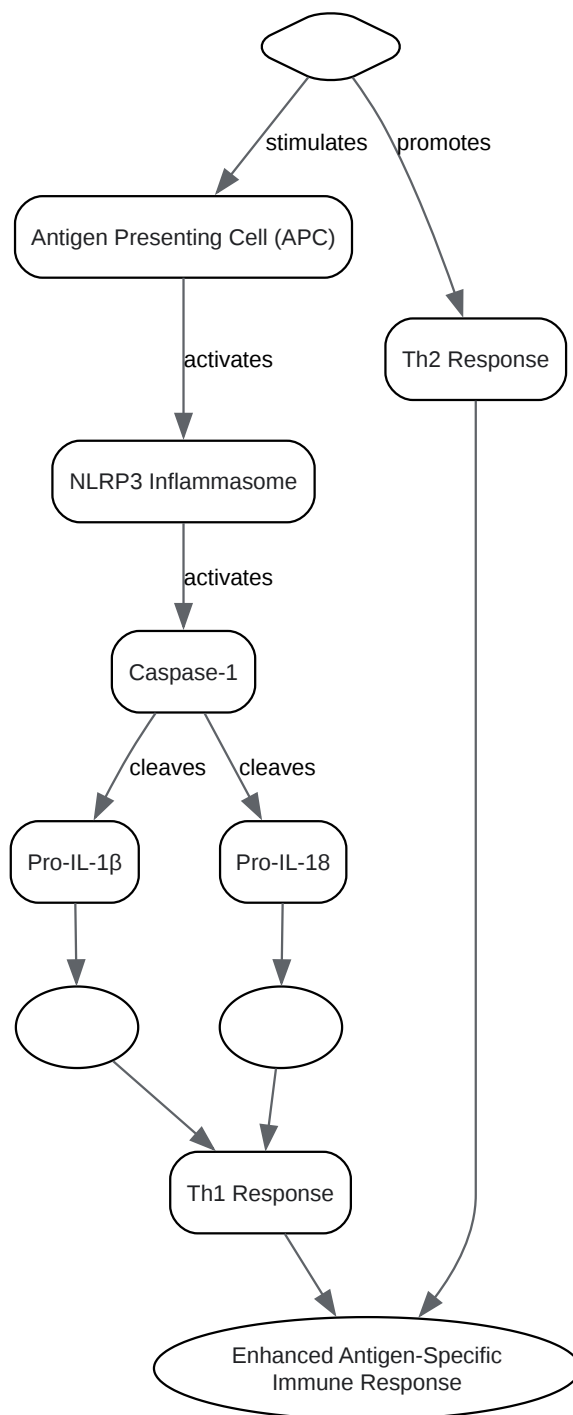 stimulates
promotes
Antigen Presenting Cell (APC)
activates
Th2 Response
NLRP3 Inflammasome
activates
Caspase-1
cleaves
cleaves
Pro-IL-1β
Pro-IL-18
Th1 Response
Enhanced Antigen-Specific
Immune Response